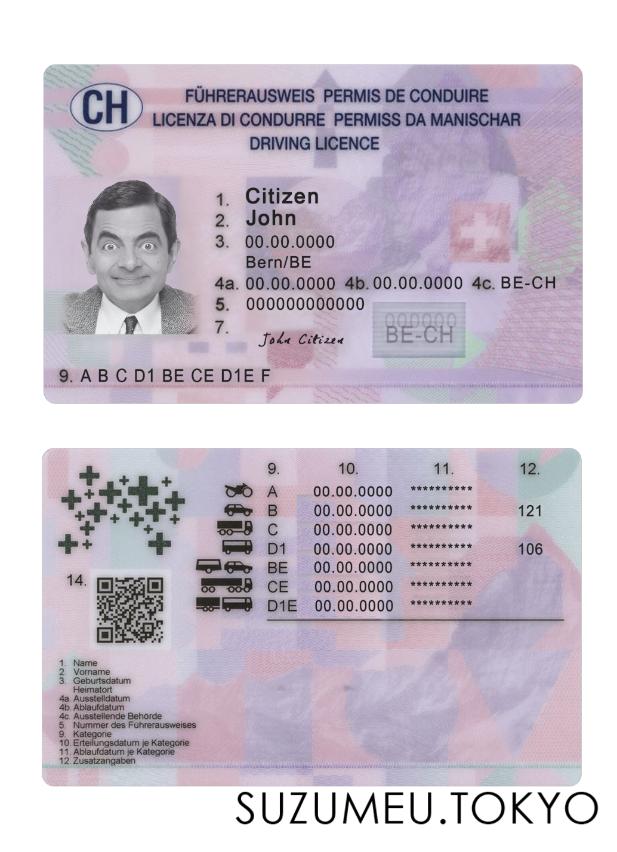 CH
FÜHRERAUSWEIS PERMIS DE CONDUIRE
LICENZA DI CONDURRE PERMISS DA MANISCHAR
DRIVING LICENCE
1. Citizen
2. John
3. 00.00.0000
Bern/BE
4a. 00.00.0000 4b. 00.00.0000 4c. BE-CH
5. 000000000000
000000
BE-CH
7. John Citizen
9. A B C D1 BE CE D1E F
9. 10. 11. 12.
A 00.00.0000 **********
B 00.00.0000 ********** 121
C 00.00.0000 **********
D1 00.00.0000 ********** 106
BE 00.00.0000 **********
CE 00.00.0000 **********
D1E 00.00.0000 **********
14.
1. Name
2. Vorname
3. Geburtsdatum
Heimatort
4a Ausstelldatum
4b. Ablaufdatum
4c. Ausstellende Behörde
5. Nummer des Führerausweises
9. Kategorie
10. Erteilungsdatum je Kategorie
11. Ablaufdatum je Kategorie
12. Zusatzangaben
SUZUMEU.TOKYO